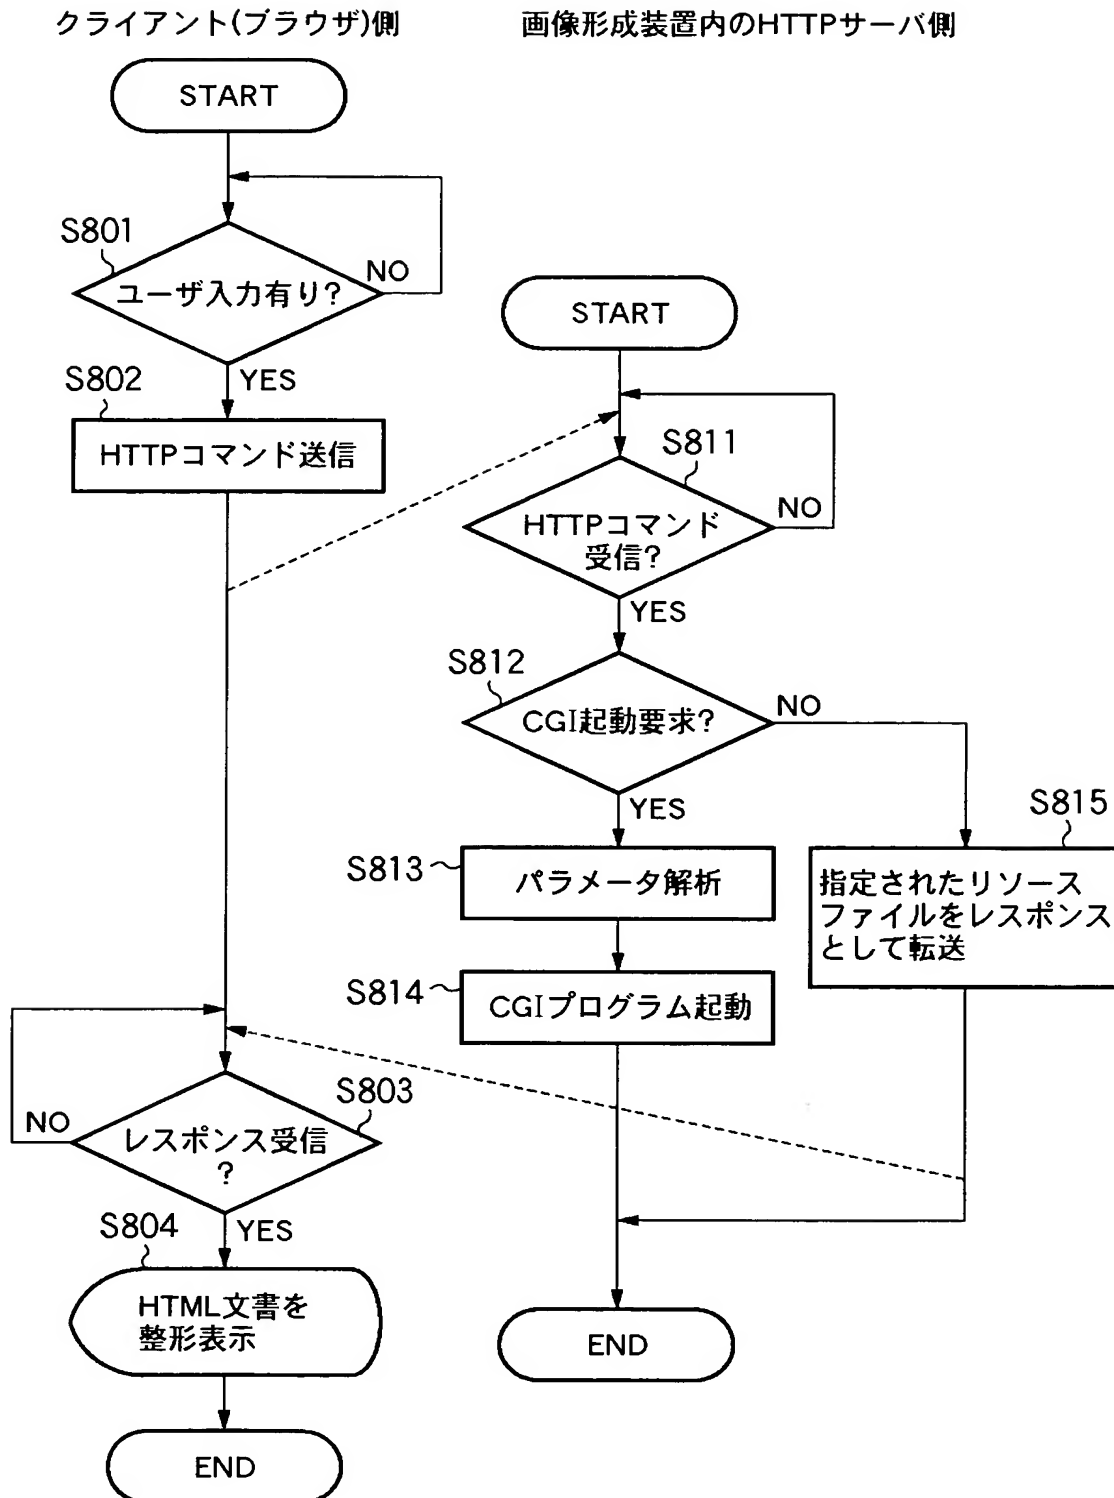 クライアント(ブラウザ)側
画像形成装置内のHTTPサーバ側
START
S801
ユーザ入力有り?
NO
YES
S802
HTTPコマンド送信
START
S811
HTTPコマンド
受信?
NO
YES
S812
CGI起動要求?
NO
YES
S813
パラメータ解析
S814
CGIプログラム起動
S815
指定されたリソース
ファイルをレスポンス
として転送
S803
レスポンス受信
?
NO
YES
S804
HTML文書を
整形表示
END
END